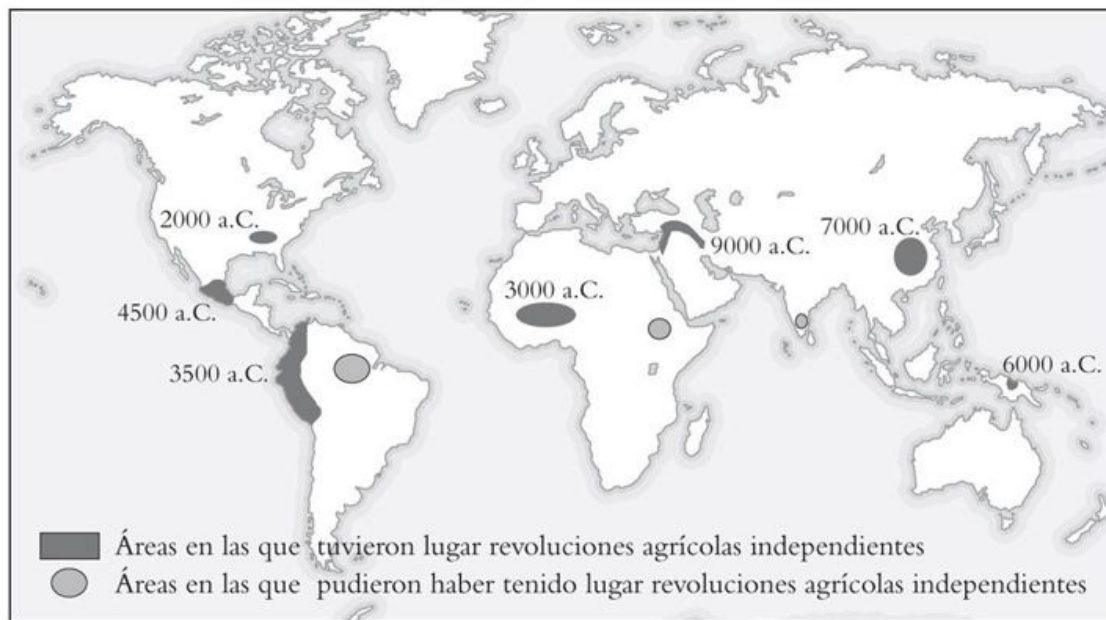 2000 a.C.
7000 a.C.
9000 a.C.
3000 a.C.
4500 a.C.
3500 a.C.
6000 a.C.
Áreas en las que tuvieron lugar revoluciones agrícolas independientes
Áreas en las que pudieron haber tenido lugar revoluciones agrícolas independientes